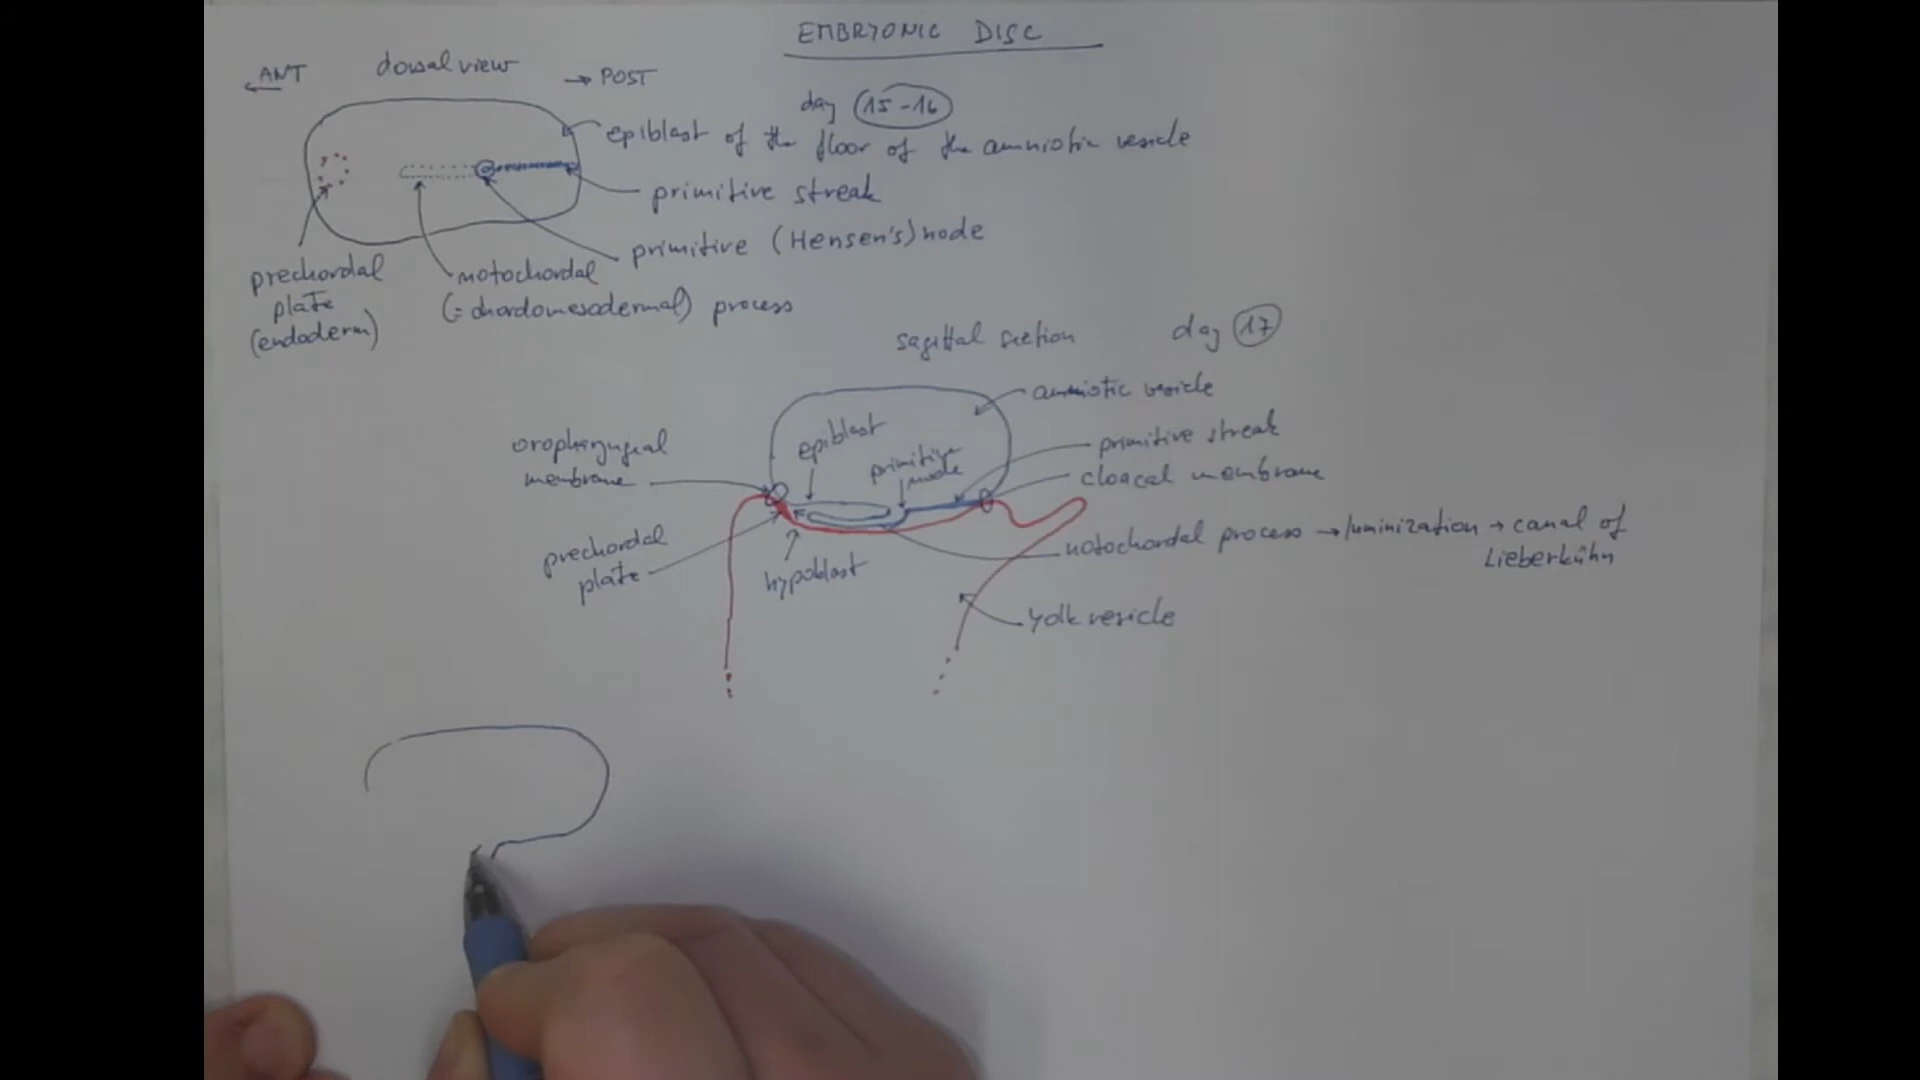 EMBRYONIC DISC
ANT
dorsal view
→ POST
day 15-16
epiblast of the floor of the amniotic vesicle
primitive streak
primitive (Hensen's) node
prechordal
plate
(endoderm)
notochordal
(= chordomesodermal) process
sagittal section
day 17
amniotic vesicle
epiblast
primitive
node
primitive streak
cloacal membrane
oropharyngeal
membrane
prechordal
plate
hypoblast
notochordal process → luminization → canal of
Lieberkühn
yolk vesicle